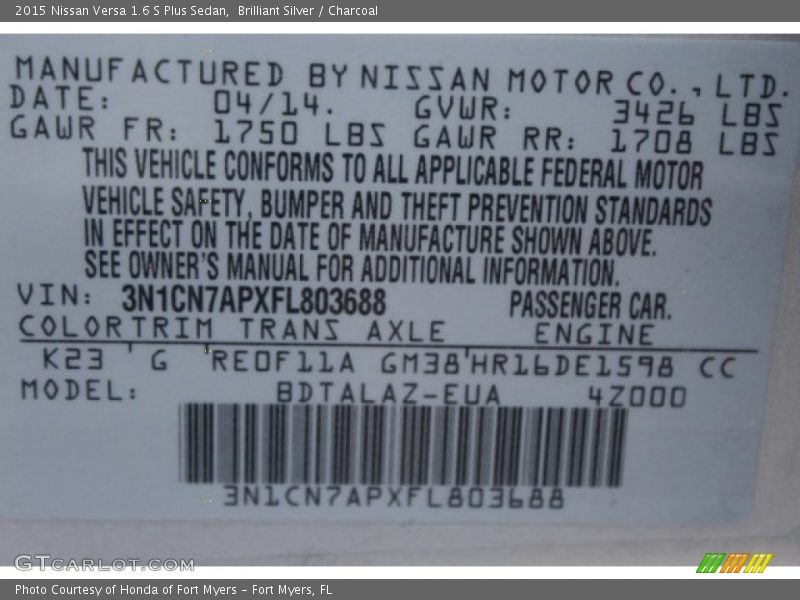 2015 Nissan Versa 1.6 S Plus Sedan,  Brilliant Silver / Charcoal
MANUFACTURED BY NISSAN MOTOR CO., LTD.
DATE: 04/14. GVWR: 3426 LBS
GAWR FR: 1750 LBS GAWR RR: 1708 LBS
THIS VEHICLE CONFORMS TO ALL APPLICABLE FEDERAL MOTOR
VEHICLE SAFETY, BUMPER AND THEFT PREVENTION STANDARDS
IN EFFECT ON THE DATE OF MANUFACTURE SHOWN ABOVE.
SEE OWNER'S MANUAL FOR ADDITIONAL INFORMATION.
VIN: 3N1CN7APXFL803688 PASSENGER CAR.
COLORTRIM TRANS AXLE ENGINE
K23 ' G ' RE0F11A GM38'HR16DE1598 CC
MODEL: BDTALAZ-EUA 4Z000
3N1CN7APXFL803688
GTCARLOT.COM
Photo Courtesy of Honda of Fort Myers – Fort Myers, FL